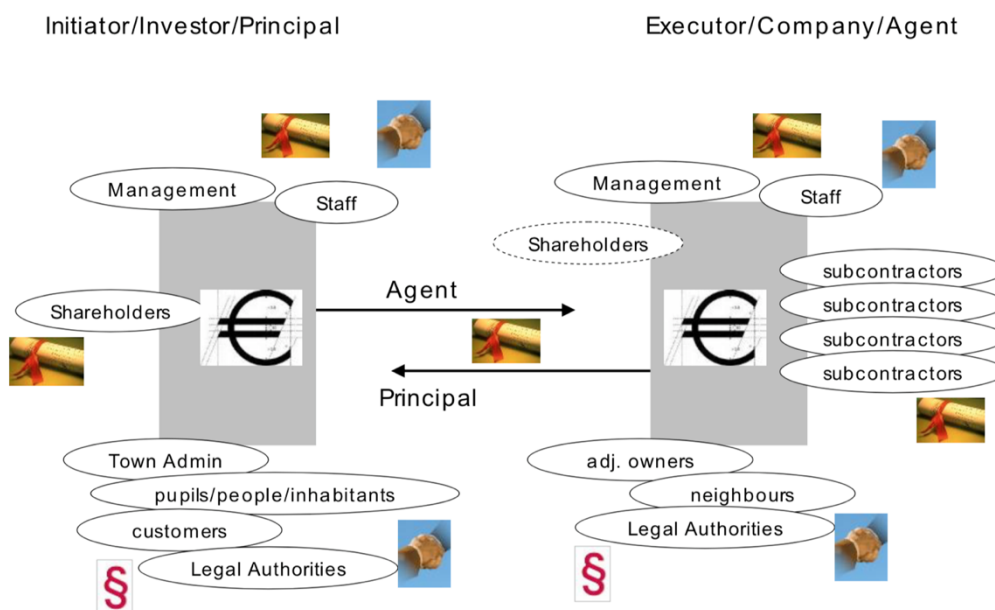 Initiator/Investor/Principal
Executor/Company/Agent
Management
Staff
Shareholders
Agent
Principal
Town Admin
pupils/people/inhabitants
customers
Legal Authorities
§
Management
Staff
Shareholders
subcontractors
subcontractors
subcontractors
subcontractors
adj. owners
neighbours
Legal Authorities
§